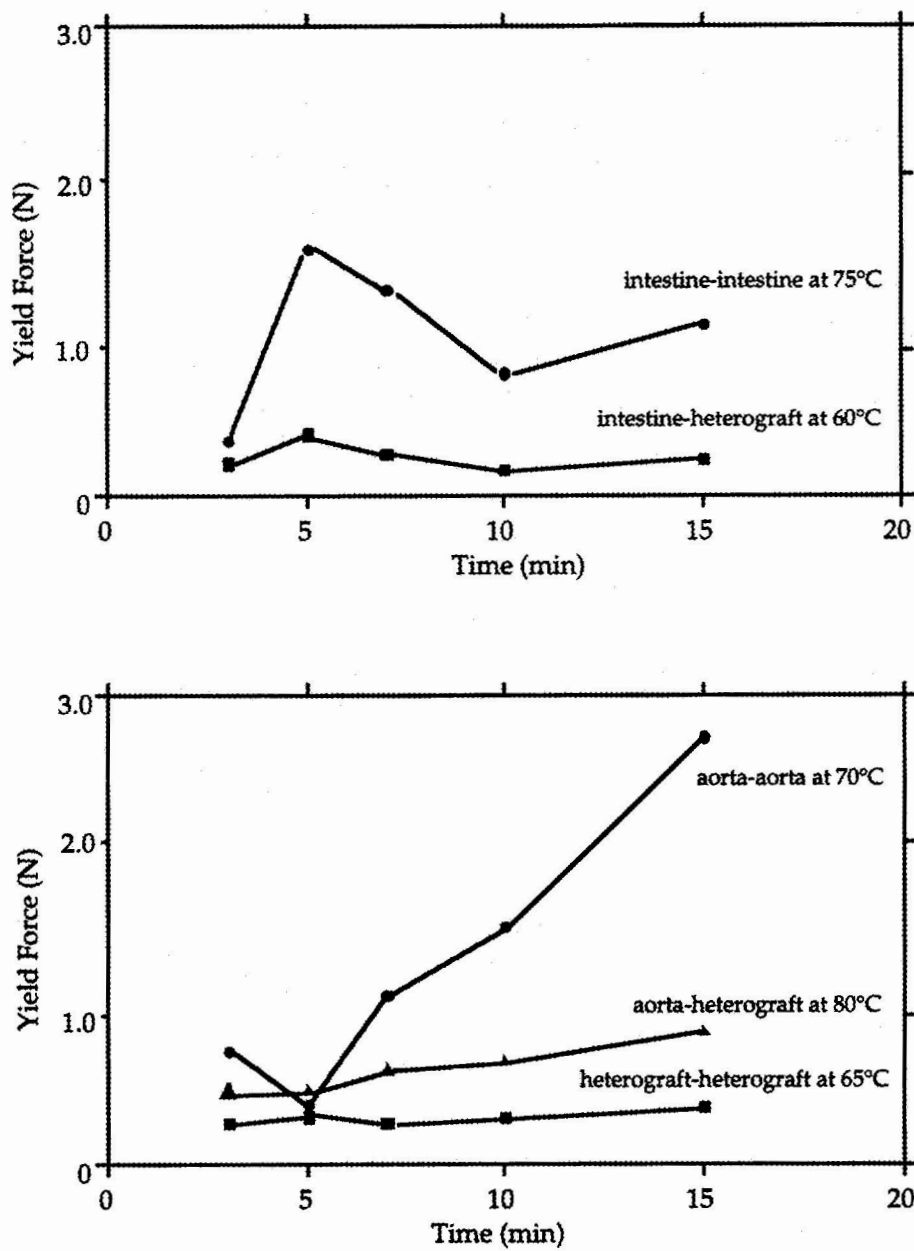 3.0
2.0
1.0
0
Yield Force (N)
intestine-intestine at 75°C
intestine-heterograft at 60°C
0 5 10 15 20
Time (min)
3.0
2.0
1.0
0
Yield Force (N)
aorta-aorta at 70°C
aorta-heterograft at 80°C
heterograft-heterograft at 65°C
0 5 10 15 20
Time (min)